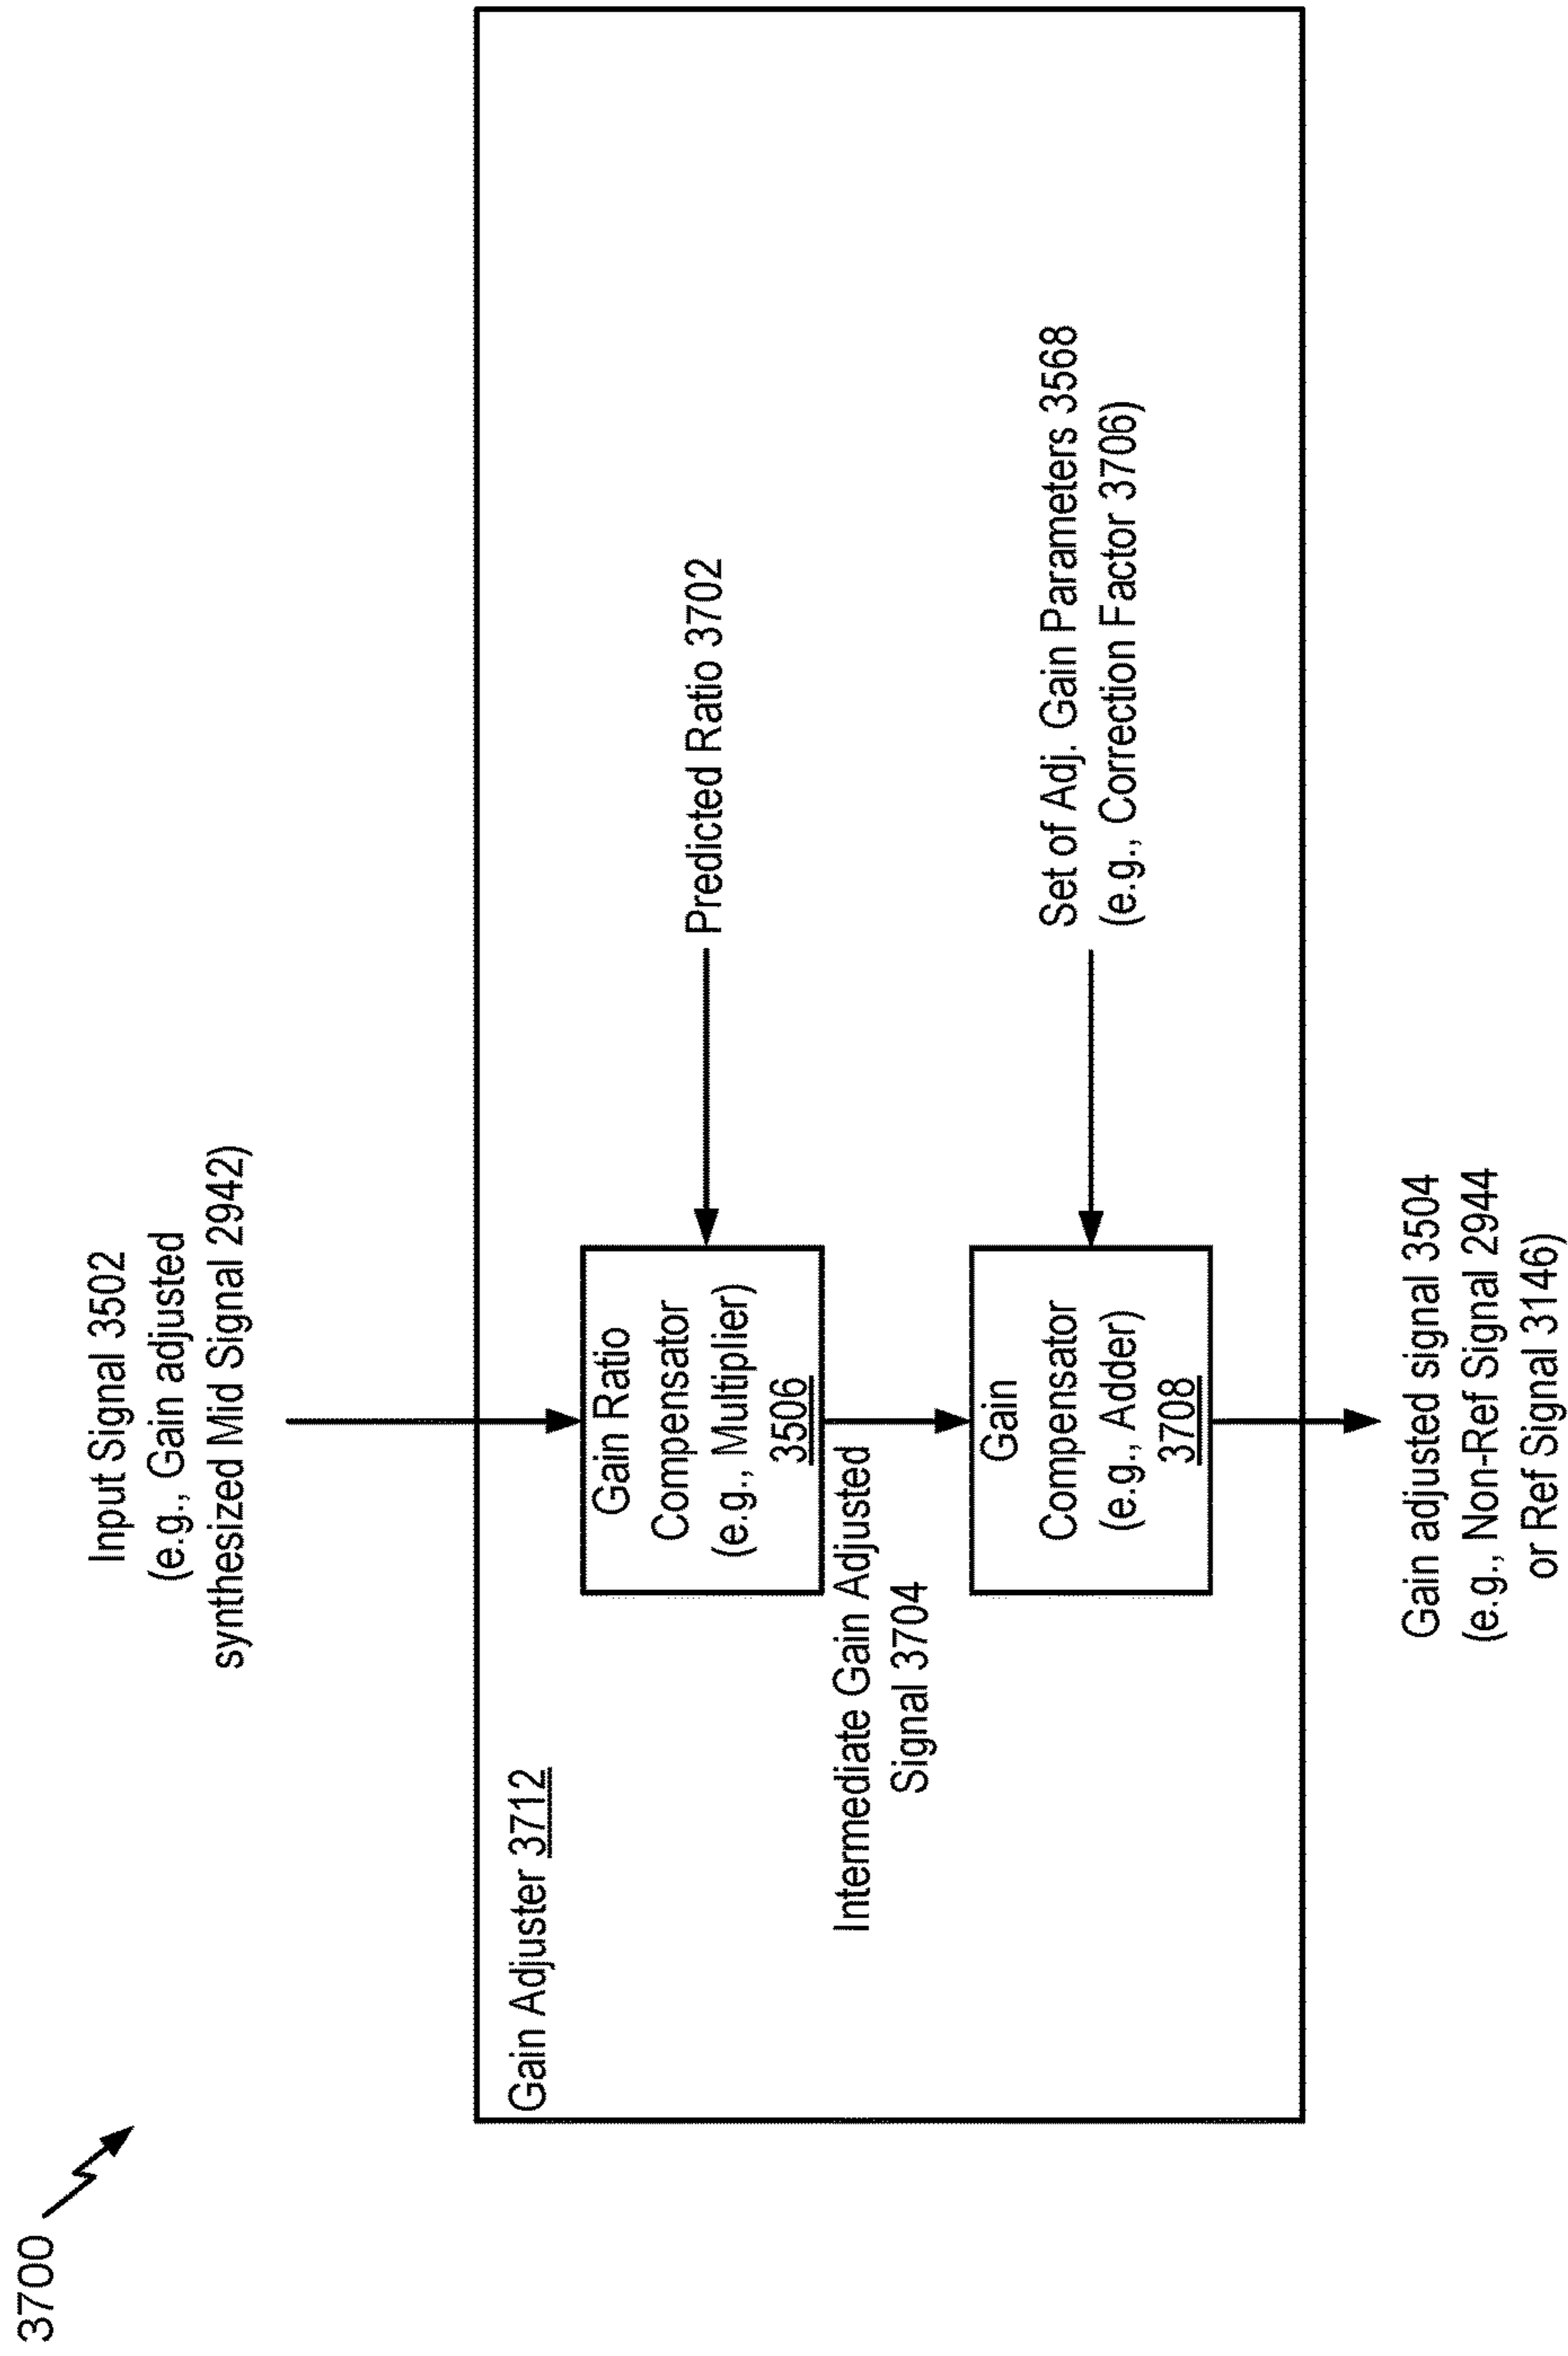 3700
Input Signal 3502
(e.g., Gain adjusted
synthesized Mid Signal 2942)
Gain Adjuster 3712
Gain Ratio
Compensator
(e.g., Multiplier)
3506
Predicted Ratio 3702
Intermediate Gain Adjusted
Signal 3704
Gain
Compensator
(e.g., Adder)
3708
Set of Adj. Gain Parameters 3568
(e.g., Correction Factor 3706)
Gain adjusted signal 3504
(e.g., Non-Ref Signal 2944
or Ref Signal 3146)